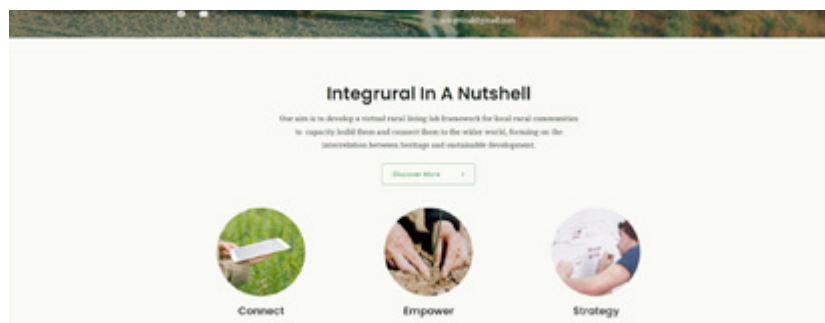 Integrural In A Nutshell
Our aim is to develop a virtual rural living lab framework for local rural communities
to capacity build them and connect them to the wider world, focusing on the
interrelation between heritage and sustainable development.
Discover More
Connect
Empower
Strategy